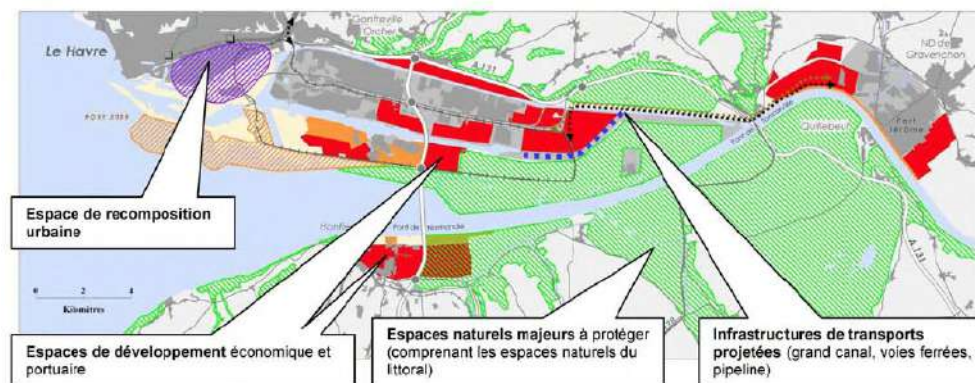 Le Havre
Gonfreville
Orcher
A 131
ND de
Gravenchon
PORT 2000
Pont de Tancarville
Quillebeuf
Port
Jérôme
Espace de recomposition
urbaine
Honfleur
Pont de Normandie
A 131
0 2 4
Kilomètres
Espaces de développement économique et
portuaire
Espaces naturels majeurs à protéger
(comprenant les espaces naturels du
littoral)
Infrastructures de transports
projetées (grand canal, voies ferrées,
pipeline)